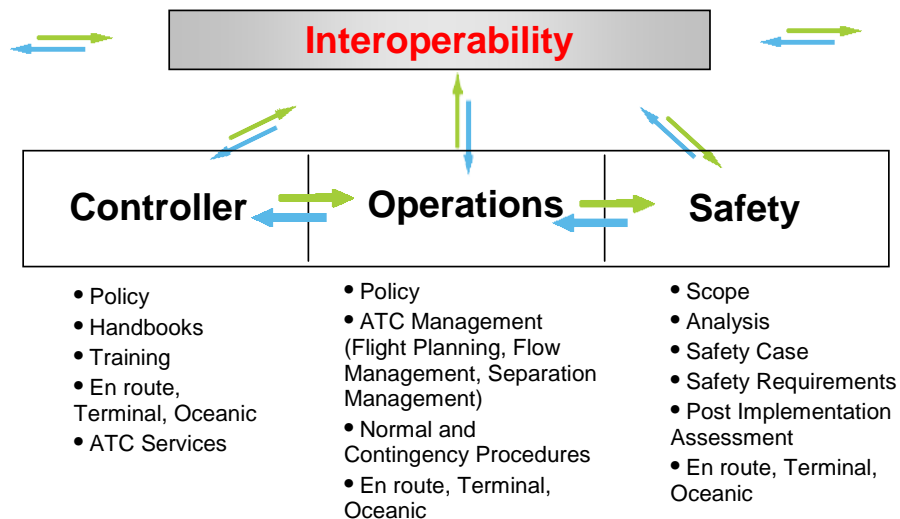 Interoperability
Controller
Operations
Safety
• Policy
• Handbooks
• Training
• En route,
Terminal, Oceanic
• ATC Services
• Policy
• ATC Management
(Flight Planning, Flow
Management, Separation
Management)
• Normal and
Contingency Procedures
• En route, Terminal,
Oceanic
• Scope
• Analysis
• Safety Case
• Safety Requirements
• Post Implementation
Assessment
• En route, Terminal,
Oceanic